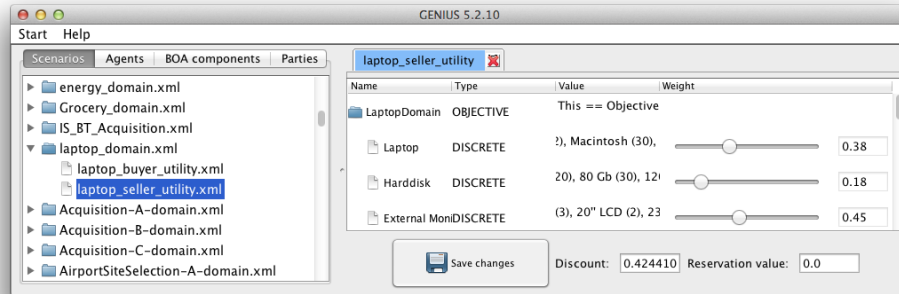 GENIUS 5.2.10
Start Help
Scenarios Agents BOA components Parties
energy_domain.xml
Grocery_domain.xml
IS_BT_Acquisition.xml
laptop_domain.xml
laptop_buyer_utility.xml
laptop_seller_utility.xml
Acquisition-A-domain.xml
Acquisition-B-domain.xml
Acquisition-C-domain.xml
AirportSiteSelection-A-domain.xml
laptop_seller_utility
Name Type Value Weight
LaptopDomain OBJECTIVE This == Objective
Laptop DISCRETE 2), Macintosh (30), 0.38
Harddisk DISCRETE 20), 80 Gb (30), 12 0.18
External Moni DISCRETE (3), 20" LCD (2), 23 0.45
Save changes Discount: 0.424410 Reservation value: 0.0